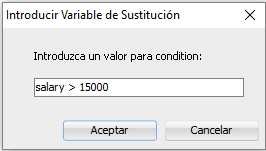 Introducir Variable de Sustitución
Introduzca un valor para condition:
salary > 15000
Aceptar
Cancelar